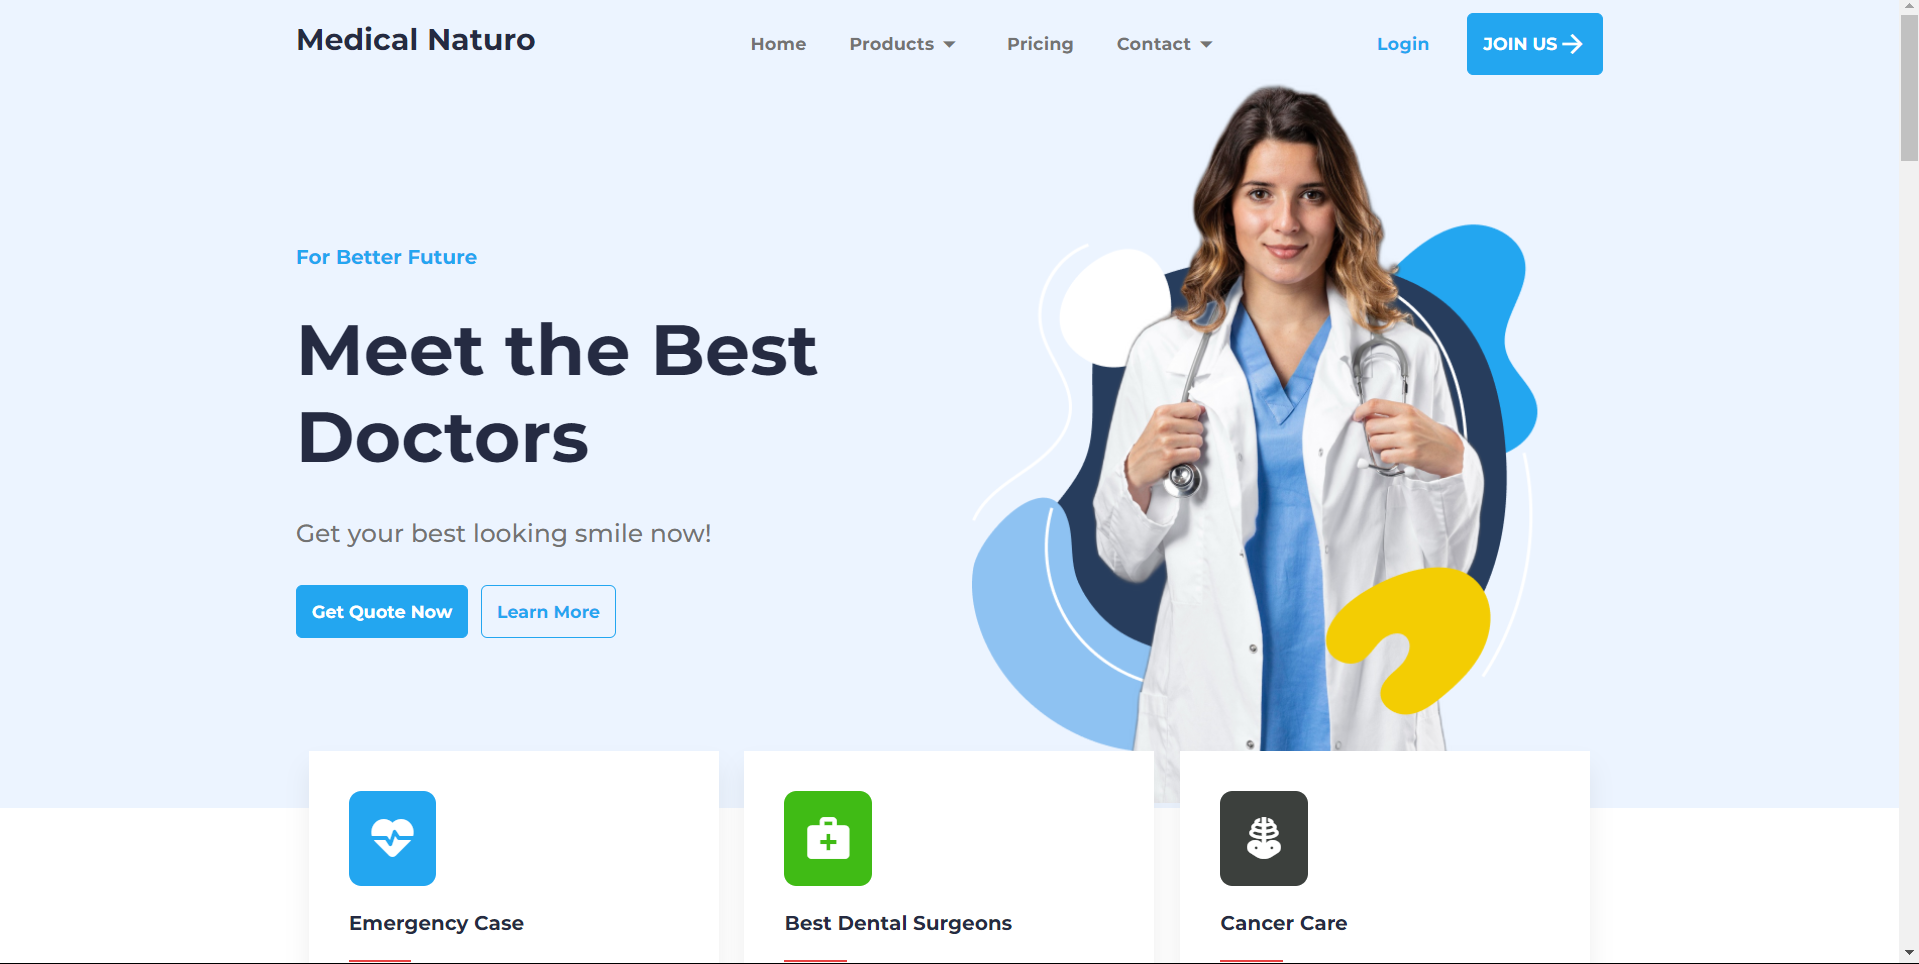 Medical Naturo
Home
Products
Pricing
Contact
Login
JOIN US
For Better Future
Meet the Best
Doctors
Get your best looking smile now!
Get Quote Now
Learn More
Emergency Case
Best Dental Surgeons
Cancer Care